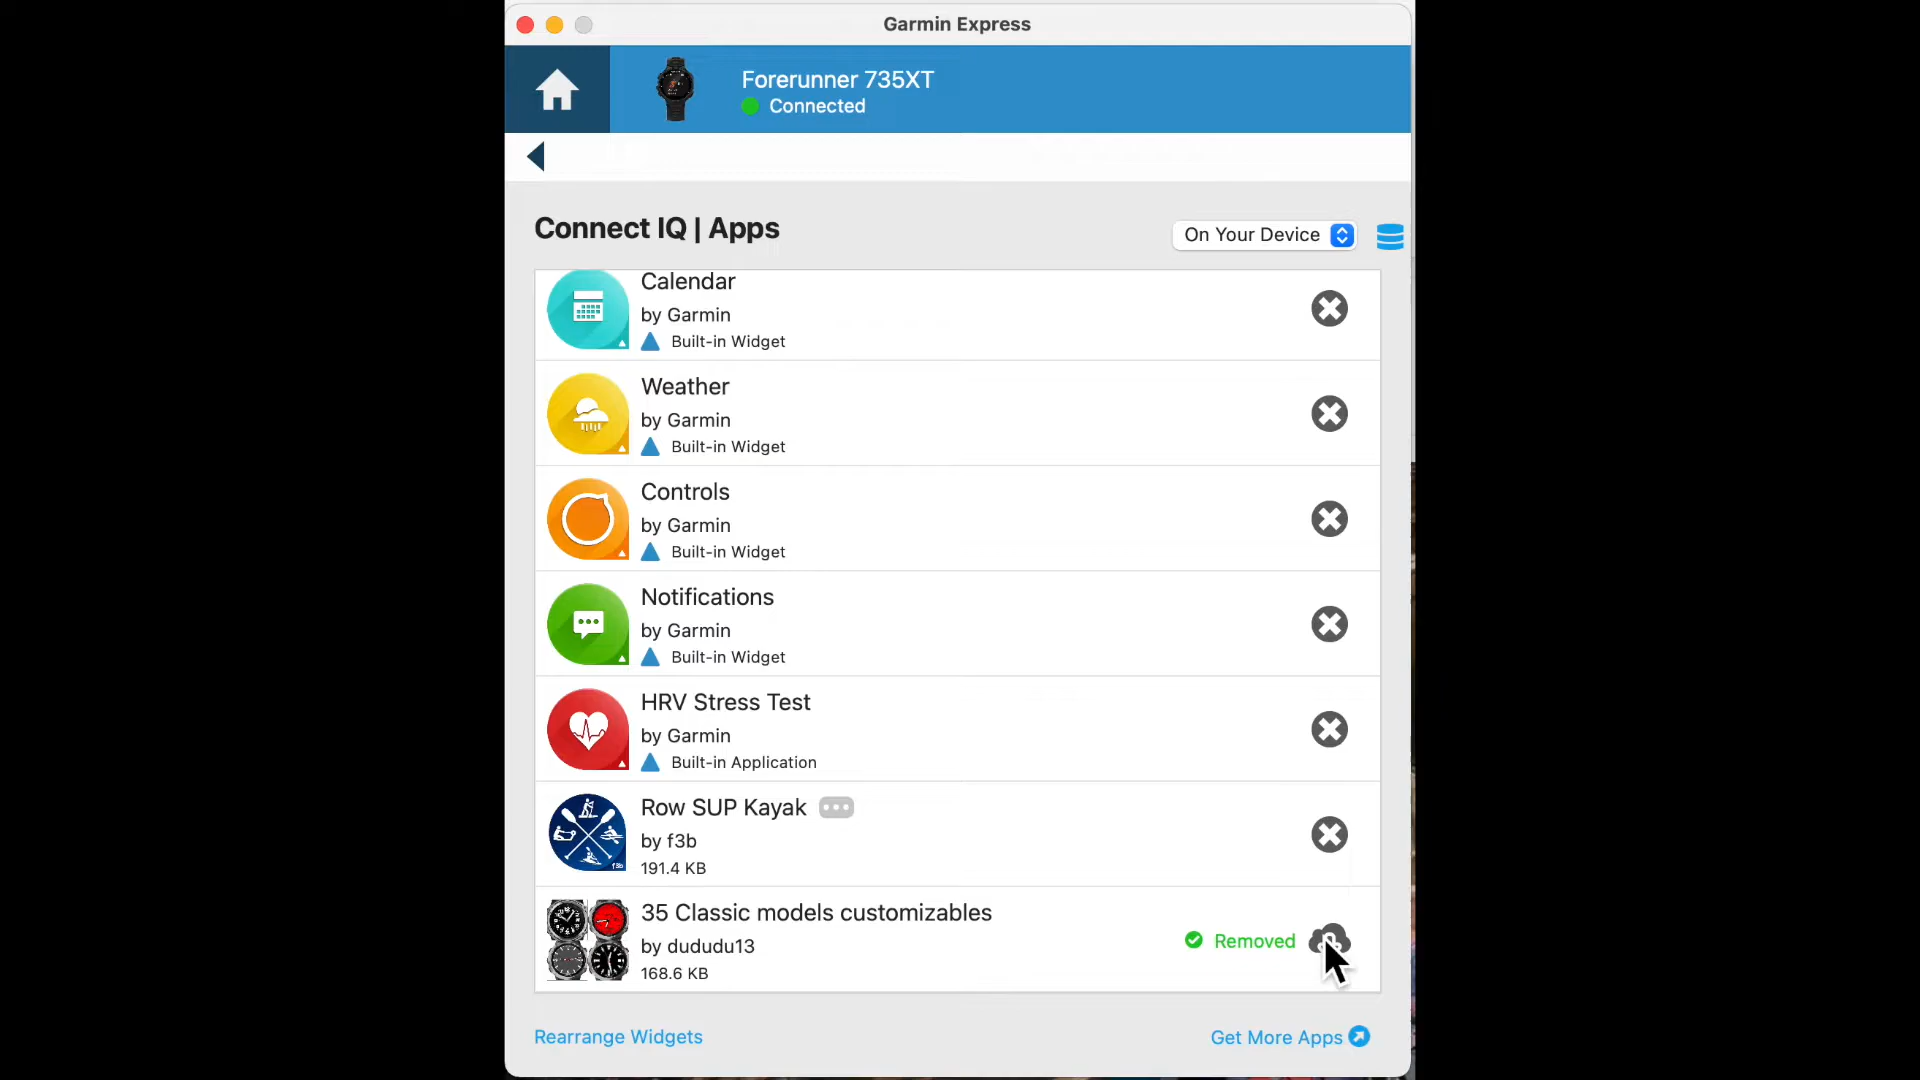 Garmin Express
Forerunner 735XT
Connected
Connect IQ | Apps
On Your Device
Calendar
by Garmin
Built-in Widget
Weather
by Garmin
Built-in Widget
Controls
by Garmin
Built-in Widget
Notifications
by Garmin
Built-in Widget
HRV Stress Test
by Garmin
Built-in Application
Row SUP Kayak
by f3b
191.4 KB
f3b
35 Classic models customizables
by dududu13
168.6 KB
Removed
Rearrange Widgets
Get More Apps